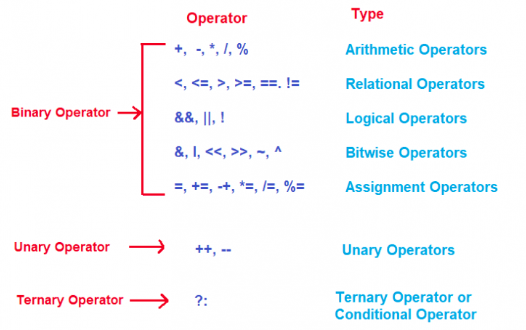 Operator Type
+, -, *, /, % Arithmetic Operators
<, <=, >, >=, ==. != Relational Operators
Binary Operator &&, ||, ! Logical Operators
&, |, <<, >>, ~, ^ Bitwise Operators
=, +=, -+, *=, /=, %= Assignment Operators
Unary Operator ++, -- Unary Operators
Ternary Operator ?: Ternary Operator or
Conditional Operator